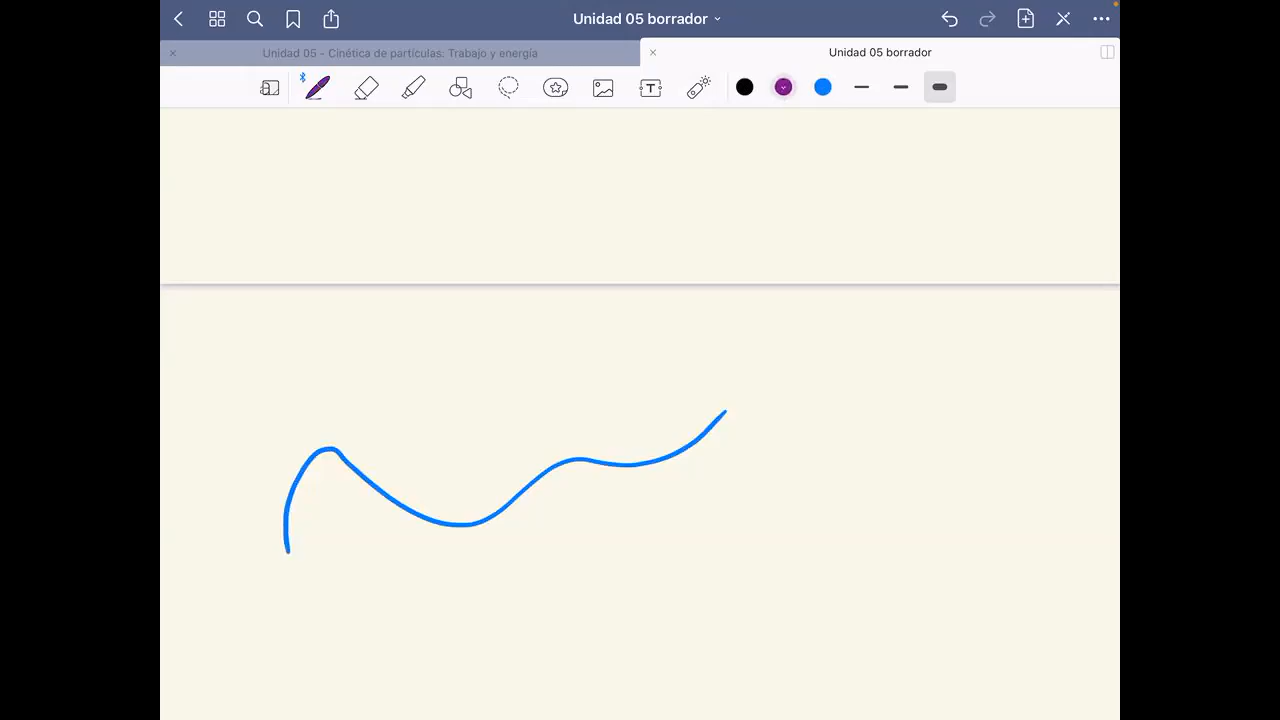 Unidad 05 borrador
Unidad 05 - Cinética de partículas: Trabajo y energía
Unidad 05 borrador
T